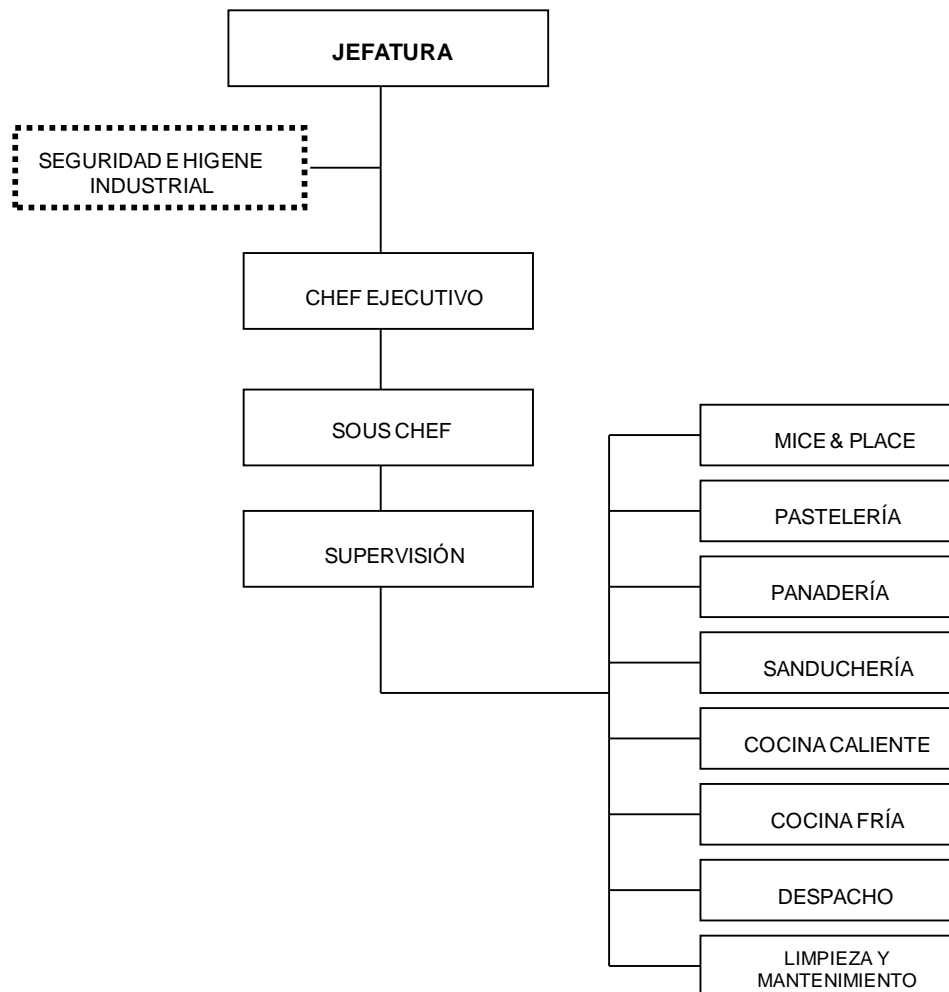 JEFATURA
SEGURIDAD E HIGENE
INDUSTRIAL
CHEF EJECUTIVO
SOUS CHEF
SUPERVISIÓN
MICE & PLACE
PASTELERÍA
PANADERÍA
SANDUCHERÍA
COCINA CALIENTE
COCINA FRÍA
DESPACHO
LIMPIEZA Y
MANTENIMIENTO